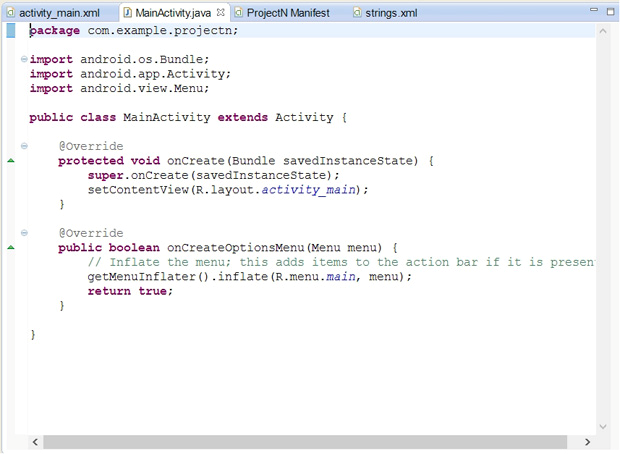 activity_main.xml MainActivity.java ProjectN Manifest strings.xml
package com.example.projectn;
import android.os.Bundle;
import android.app.Activity;
import android.view.Menu;
public class MainActivity extends Activity {
@Override
protected void onCreate(Bundle savedInstanceState) {
super.onCreate(savedInstanceState);
setContentView(R.layout.activity_main);
}
@Override
public boolean onCreateOptionsMenu(Menu menu) {
// Inflate the menu; this adds items to the action bar if it is presen
getMenuInflater().inflate(R.menu.main, menu);
return true;
}
}